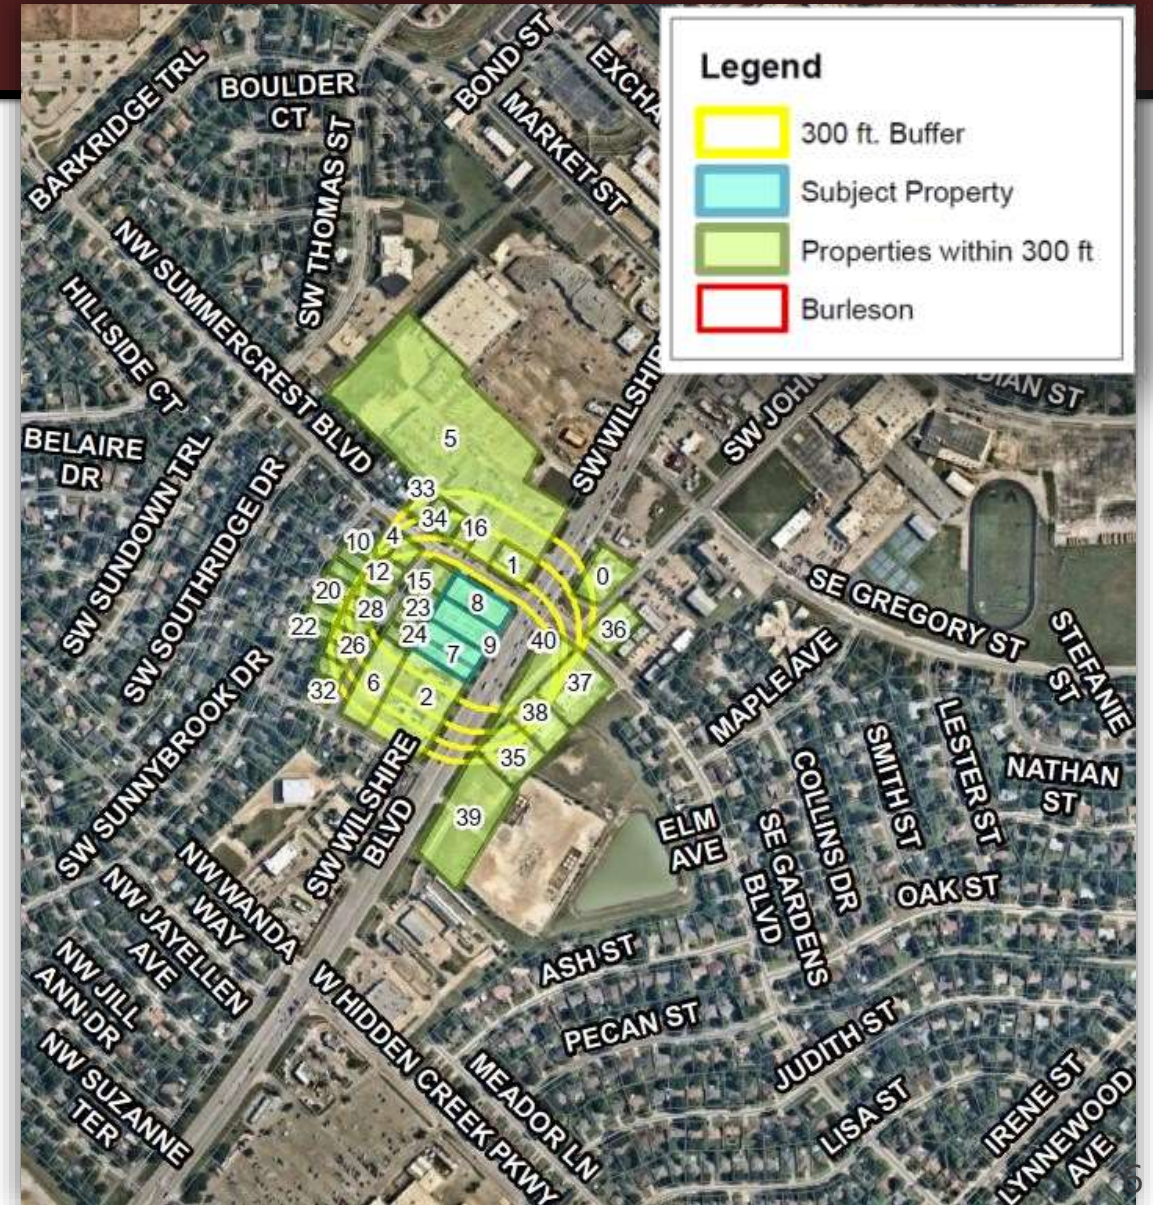 Legend
300 ft. Buffer
Subject Property
Properties within 300 ft
Burleson
BARKRIDGE TRL
BOULDER
CT
BOND ST
MARKET ST
SW THOMAS ST
NW SUMMERCREST BLVD
HILLSIDE CT
BELAIRE
DR
SW SUNDOWN TRL
SW SOUTHRIDGE DR
SW SUNNYBROOK DR
SW WILSHIR
SW JOHN
DIAN ST
SE GREGORY ST
STEFANIE
ST
MAPLE AVE
LESTER ST
SMITH ST
NATHAN
ST
COLLINS DR
ELM
AVE
SE GARDENS
BLVD
OAK ST
SW WILSHIRE
BLVD
NW WANDA
WAY
NW JAYELLEN
AVE
NW JILL
ANN DR
NW SUZANNE
TER
W HIDDEN CREEK PKWY
ASH ST
PECAN ST
MEADOR LN
JUDITH ST
LISA ST
IRENE ST
LYNNEWOOD
AVE
5
33
34
16
4
10
1
0
12
15
20
8
28
23
22
24
40
36
26
9
7
6
37
32
2
38
35
39